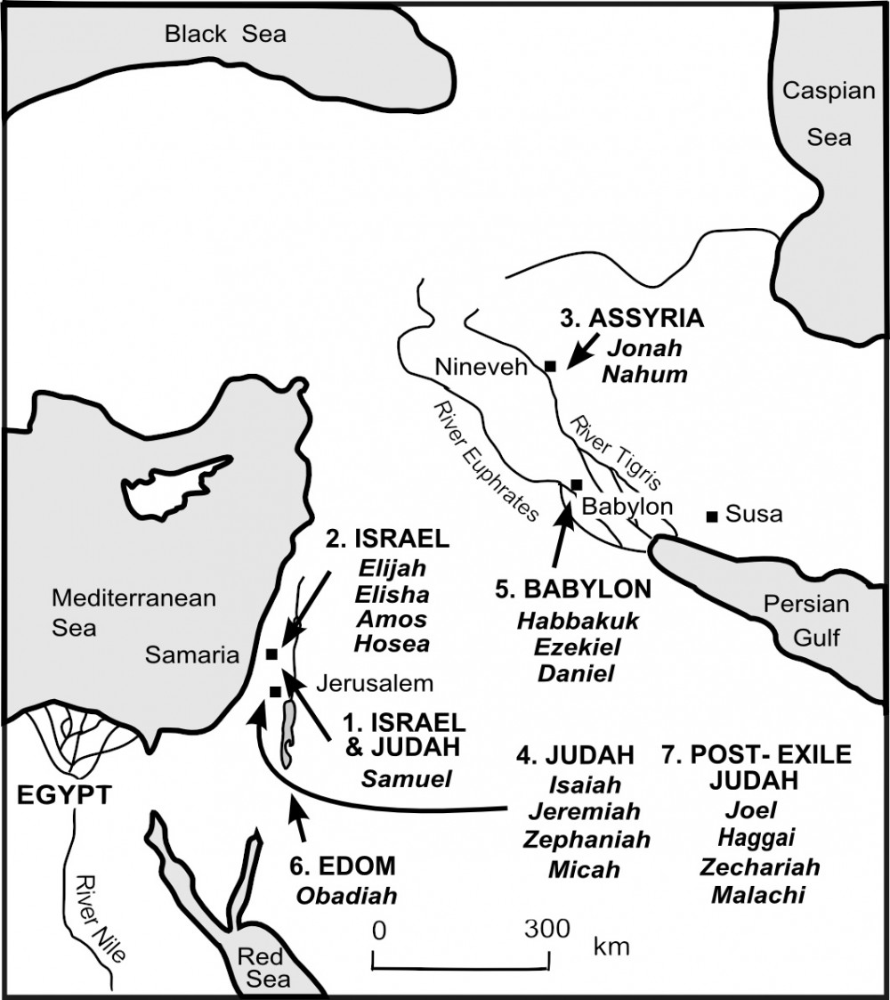 Black Sea
Caspian
Sea
3. ASSYRIA
Jonah
Nahum
Nineveh
River Tigris
River Euphrates
Babylon
Susa
2. ISRAEL
Elijah
Elisha
Amos
Hosea
5. BABYLON
Habbakuk
Ezekiel
Daniel
Mediterranean
Sea
Persian
Gulf
Samaria
Jerusalem
1. ISRAEL
& JUDAH
Samuel
4. JUDAH
Isaiah
Jeremiah
Zephaniah
Micah
7. POST- EXILE
JUDAH
Joel
Haggai
Zechariah
Malachi
EGYPT
6. EDOM
Obadiah
River Nile
Red
Sea
0 300
km